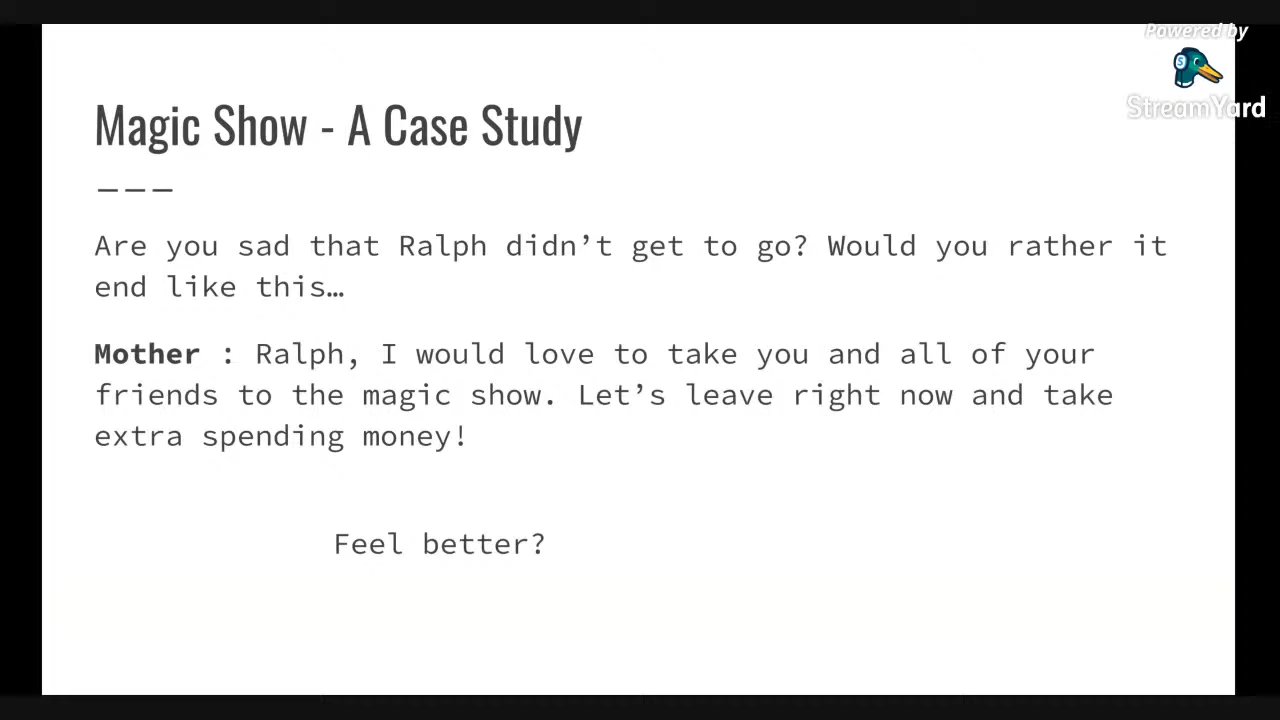 Powered by
StreamYard
Magic Show - A Case Study
Are you sad that Ralph didn’t get to go? Would you rather it
end like this…
Mother : Ralph, I would love to take you and all of your
friends to the magic show. Let’s leave right now and take
extra spending money!
Feel better?